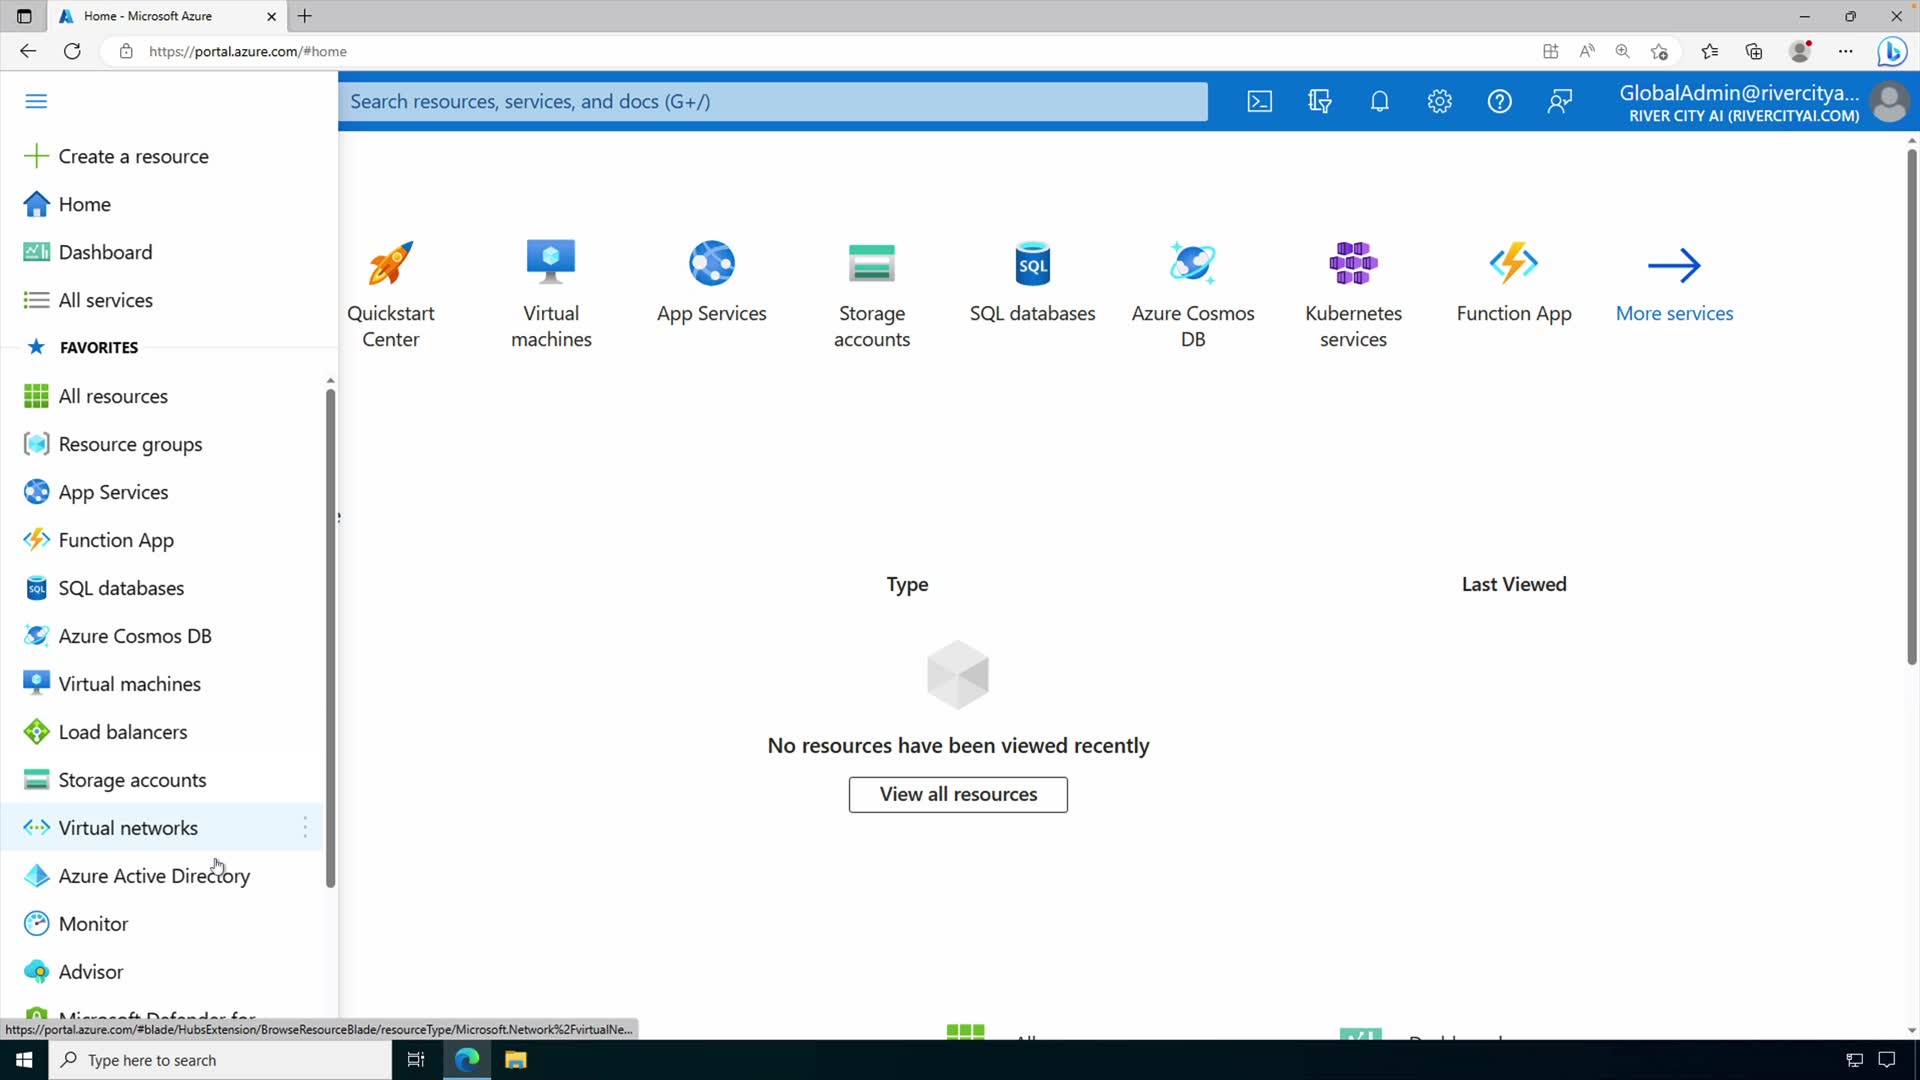 Home - Microsoft Azure
https://portal.azure.com/#home
Search resources, services, and docs (G+/)
GlobalAdmin@rivercitya...
RIVER CITY AI (RIVERCITYAI.COM)
Create a resource
Home
Dashboard
All services
FAVORITES
All resources
Resource groups
App Services
Function App
SQL databases
Azure Cosmos DB
Virtual machines
Load balancers
Storage accounts
Virtual networks
Azure Active Directory
Monitor
Advisor
Microsoft Defender for
Quickstart
Center
Virtual
machines
App Services
Storage
accounts
SQL
SQL databases
Azure Cosmos
DB
Kubernetes
services
Function App
More services
Type
Last Viewed
No resources have been viewed recently
View all resources
https://portal.azure.com/#blade/HubsExtension/BrowseResourceBlade/resourceType/Microsoft.Network%2FvirtualNe...
Type here to search